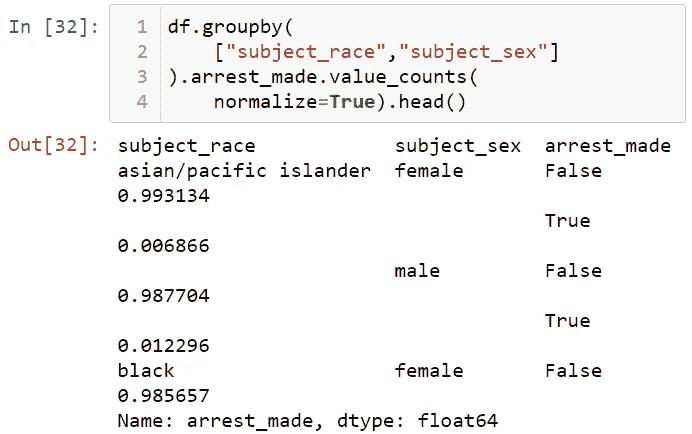 In [32]:
1 df.groupby(
2     ["subject_race","subject_sex"]
3 ).arrest_made.value_counts(
4     normalize=True).head()
Out[32]: subject_race            subject_sex  arrest_made
asian/pacific islander  female       False
0.993134
True
0.006866
male         False
0.987704
True
0.012296
black                   female       False
0.985657
Name: arrest_made, dtype: float64